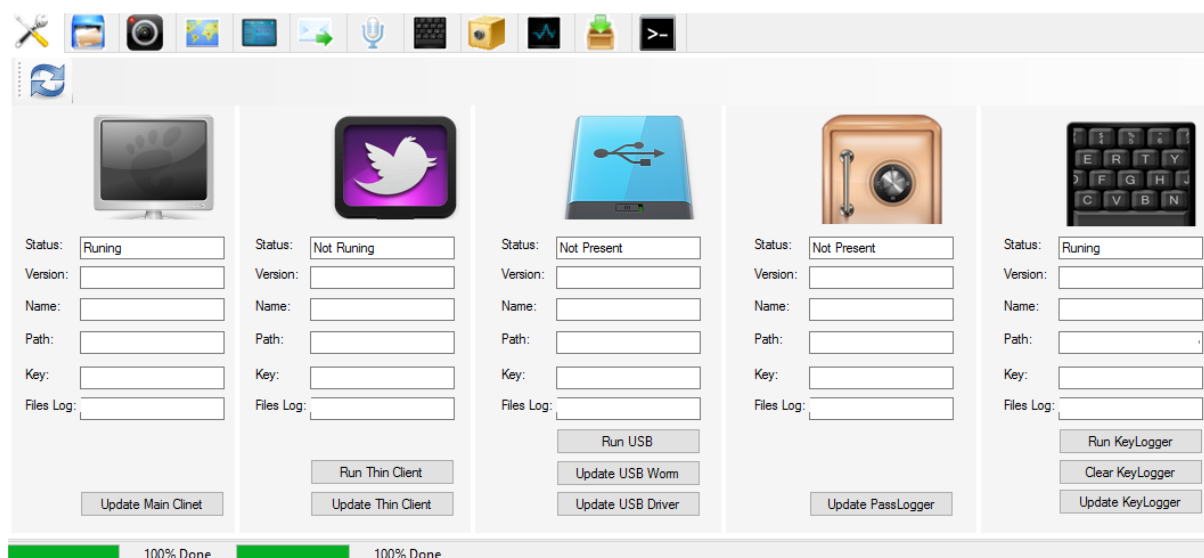 >-
$ % ^
4 5 6
E R T Y
D F G H J
C V B N
Status: Runing
Version:
Name:
Path:
Key:
Files Log:
Update Main Clinet
Status: Not Runing
Version:
Name:
Path:
Key:
Files Log:
Run Thin Client
Update Thin Client
Status: Not Present
Version:
Name:
Path:
Key:
Files Log:
Run USB
Update USB Worm
Update USB Driver
Status: Not Present
Version:
Name:
Path:
Key:
Files Log:
Update PassLogger
Status: Runing
Version:
Name:
Path:
Key:
Files Log:
Run KeyLogger
Clear KeyLogger
Update KeyLogger
100% Done 100% Done